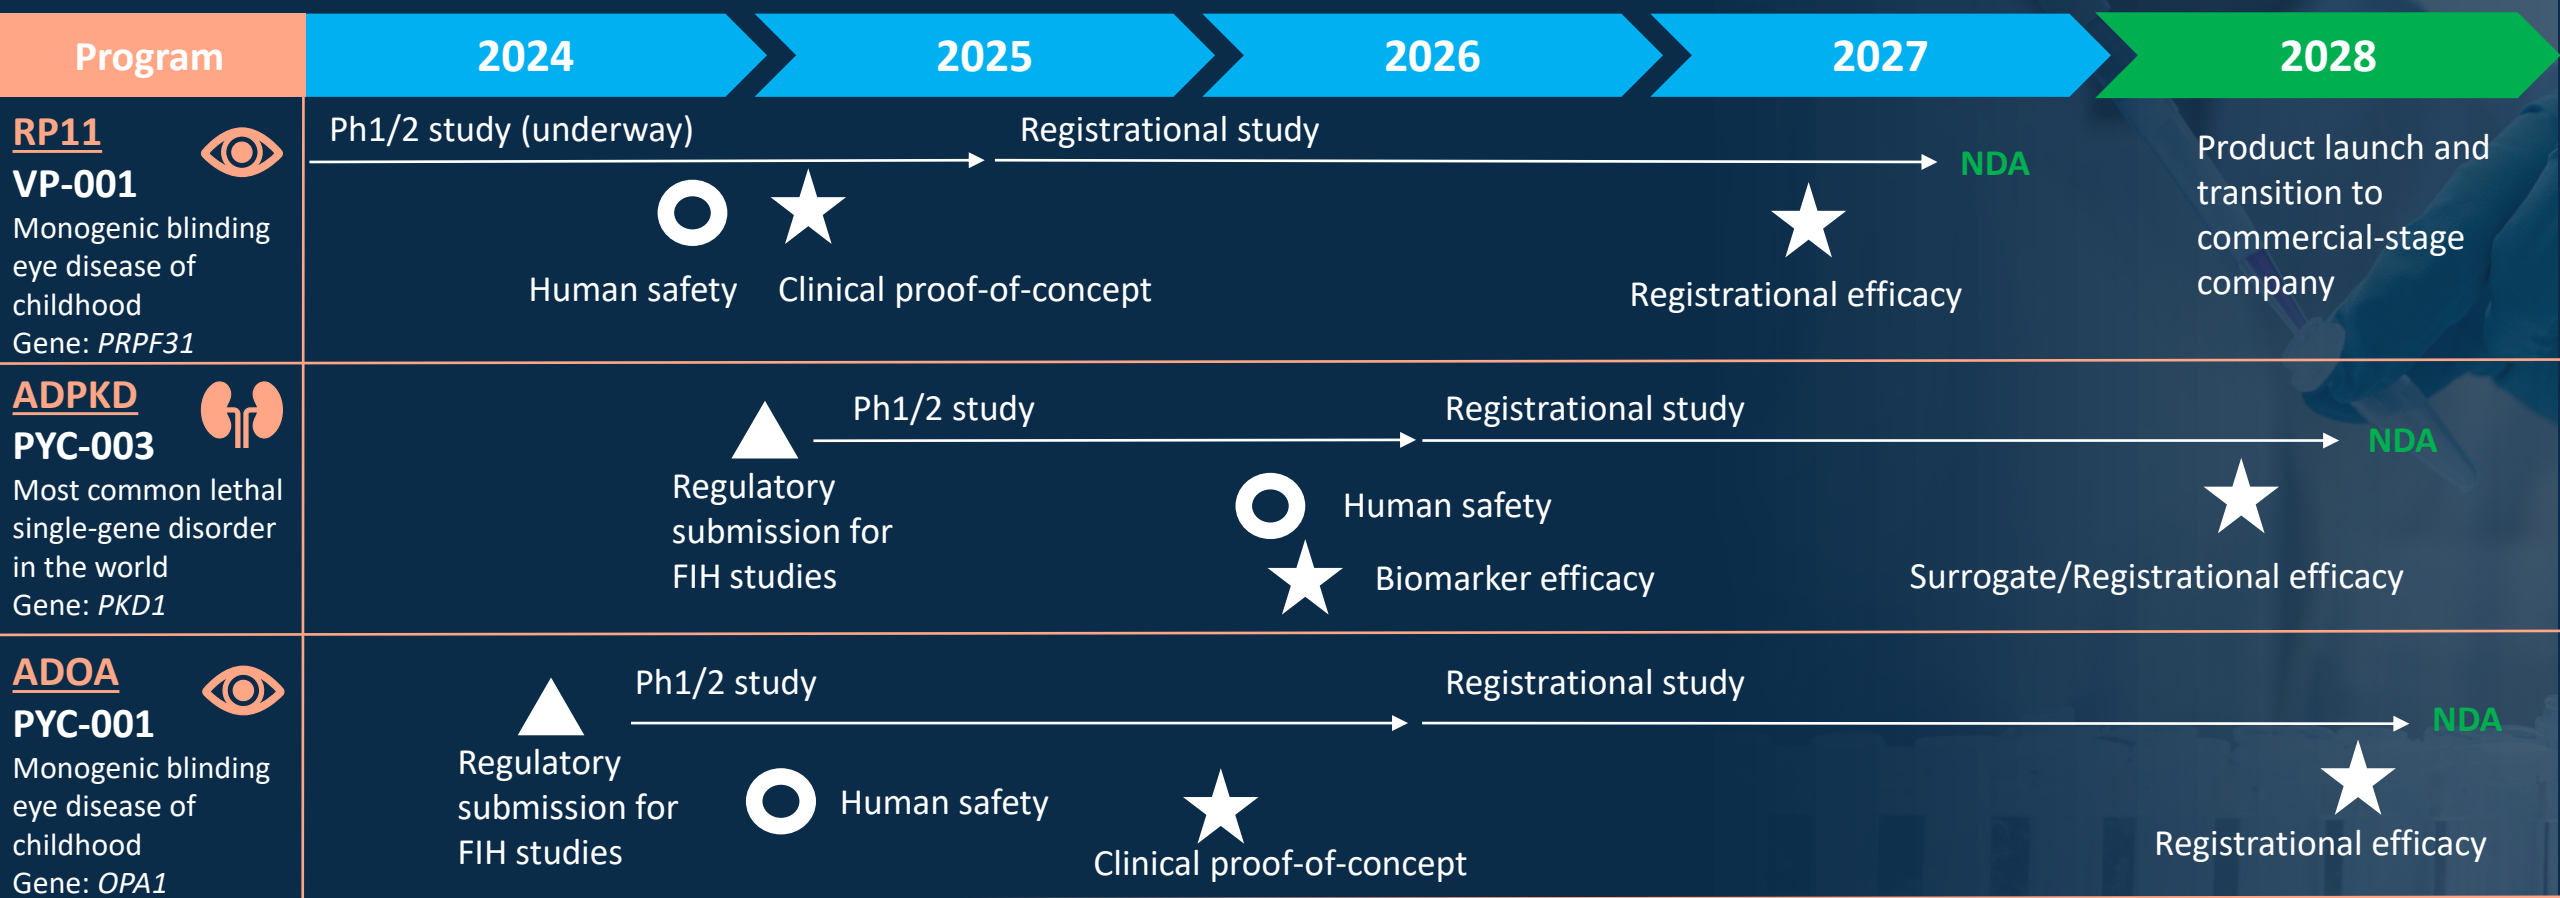 Program
2024
2025
2026
2027
2028
RP11
VP-001
Monogenic blinding
eye disease of
childhood
Gene: PRPF31
Ph1/2 study (underway)
Registrational study
NDA
Human safety
Clinical proof-of-concept
Registrational efficacy
Product launch and
transition to
commercial-stage
company
ADPKD
PYC-003
Most common lethal
single-gene disorder
in the world
Gene: PKD1
Regulatory
submission for
FIH studies
Ph1/2 study
Registrational study
NDA
Human safety
Biomarker efficacy
Surrogate/Registrational efficacy
ADOA
PYC-001
Monogenic blinding
eye disease of
childhood
Gene: OPA1
Regulatory
submission for
FIH studies
Ph1/2 study
Registrational study
NDA
Human safety
Clinical proof-of-concept
Registrational efficacy